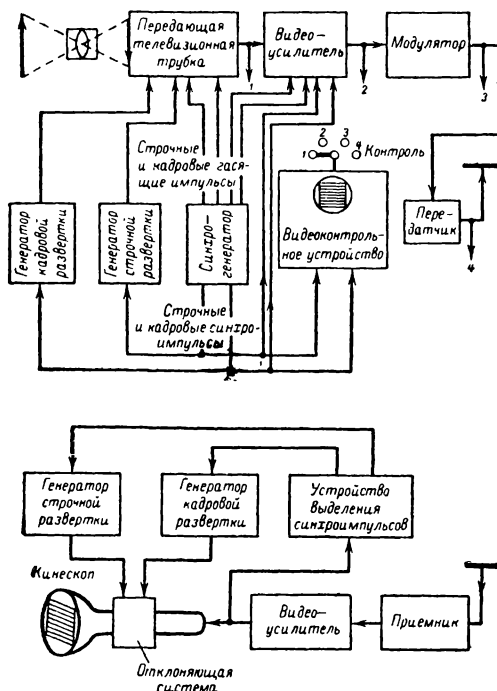 Передающая
телевизионная
трубка
Видео-
усилитель
Модулятор
1
2
3
Строчные
и кадровые гася-
щие импульсы
2 3
1 4 Контроль
Генератор
кадровой
развертки
Генератор
строчной
развертки
Синхро-
генератор
Видеоконтроль-
ное устройство
Пере-
датчик
4
Строчные
и кадровые синхро-
импульсы
Генератор
строчной
развертки
Генератор
кадровой
развертки
Устройство
выделения
синхроимпульсов
Кинескоп
Видео-
усилитель
Приемник
Отклоняющая
система